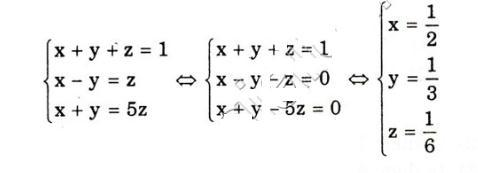 { x + y + z = 1
x − y = z
x + y = 5z
⇔
{ x + y + z = 1
x − y − z = 0
x + y − 5z = 0
⇔
{ x = 1/2
y = 1/3
z = 1/6